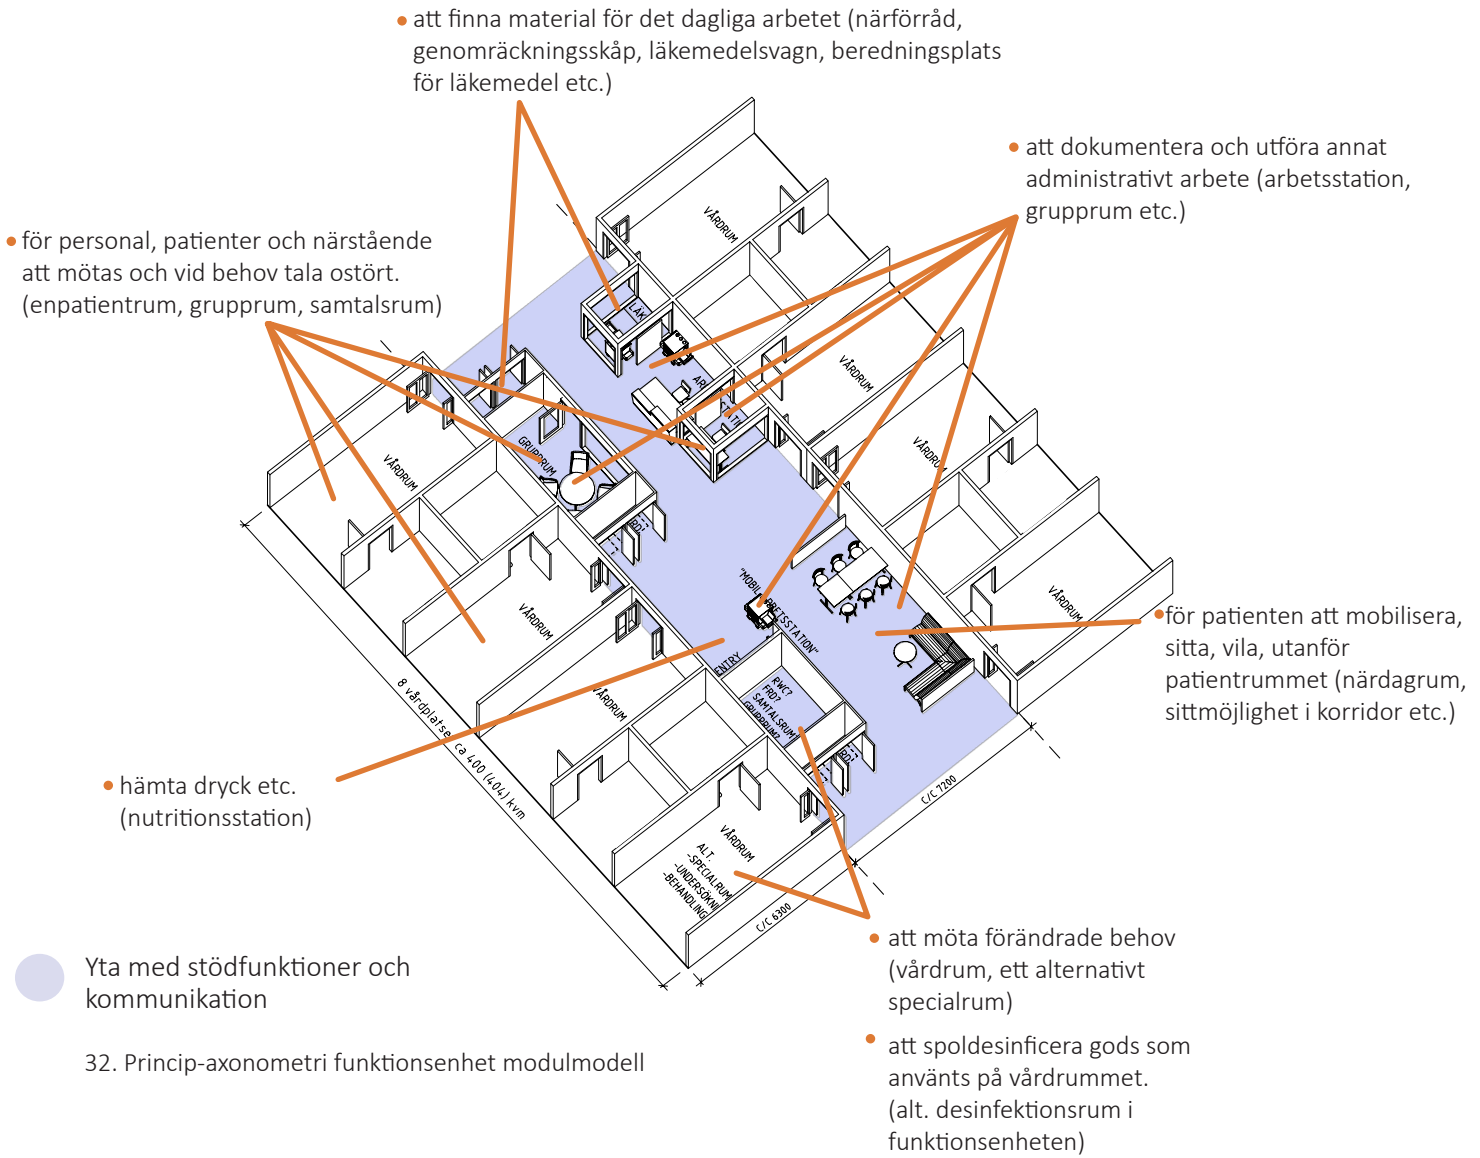 • att finna material för det dagliga arbetet (närförråd,
genomräckningsskåp, läkemedelsvagn, beredningsplats
för läkemedel etc.)
• att dokumentera och utföra annat
administrativt arbete (arbetsstation,
grupprum etc.)
• för personal, patienter och närstående
att mötas och vid behov tala ostört.
(enpatientrum, grupprum, samtalsrum)
VÅRDRUM
VÅRDRUM
VÅRDRUM
VÅRDRUM
GRUPPRUM
VÅRDRUM
VÅRDRUM
VÅRDRUM
VÅRDRUM
ENTRY
RWC?
FRD?
SAMTALSRUM
GRUPPRUM?
ALT.
-SPECIALRUM
-BEHANDLING
8 vårdplatser ca 400 (404) kvm
C/C 7200
C/C 6300
• för patienten att mobilisera,
sitta, vila, utanför
patientrummet (närdagrum,
sittmöjlighet i korridor etc.)
• hämta dryck etc.
(nutritionsstation)
• att möta förändrade behov
(vårdrum, ett alternativt
specialrum)
• att spoldesinficera gods som
använts på vårdrummet.
(alt. desinfektionsrum i
funktionsenheten)
Yta med stödfunktioner och
kommunikation
32. Princip-axonometri funktionsenhet modulmodell